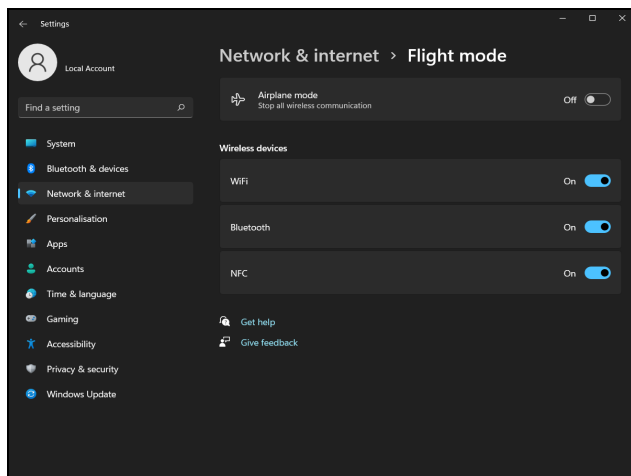 Settings
Local Account
Find a setting
System
Bluetooth & devices
Network & internet
Personalisation
Apps
Accounts
Time & language
Gaming
Accessibility
Privacy & security
Windows Update
Network & internet > Flight mode
Airplane mode
Stop all wireless communication
Off
Wireless devices
WiFi
On
Bluetooth
On
NFC
On
Get help
Give feedback